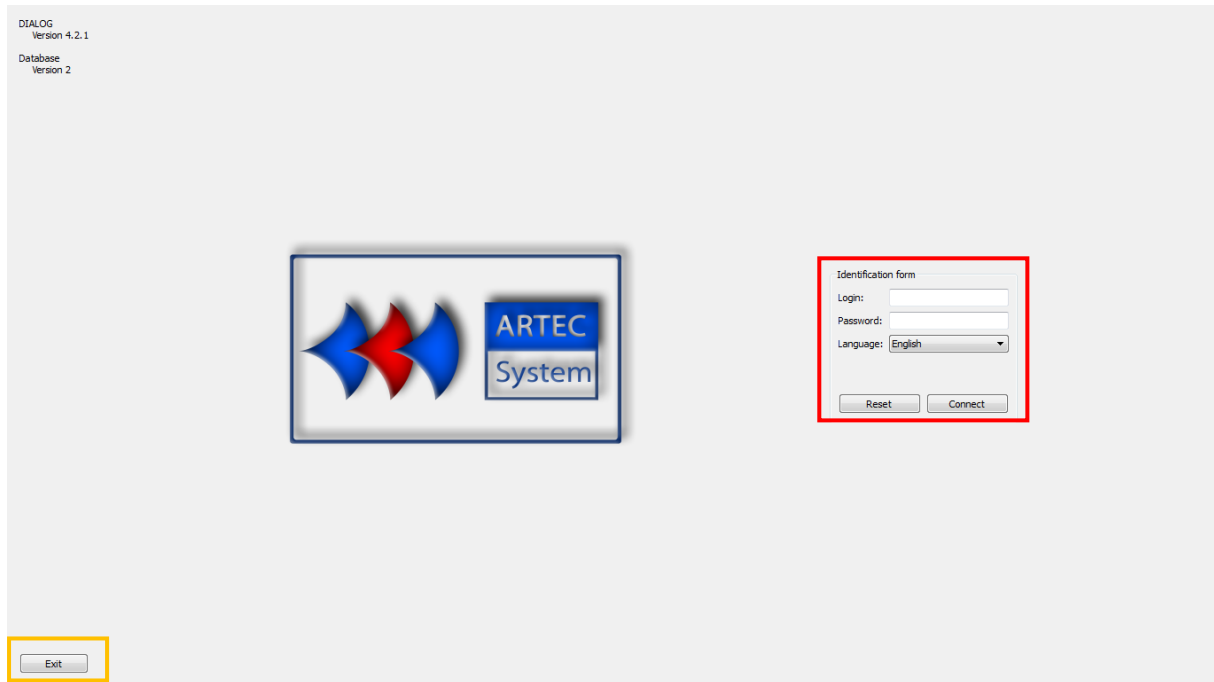 DIALOG
Version 4.2.1
Database
Version 2
ARTEC
System
Identification form
Login:
Password:
Language: English
Reset Connect
Exit